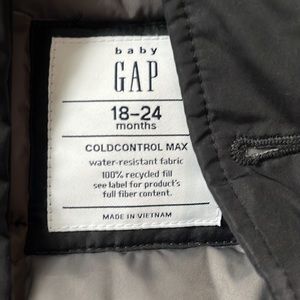 baby
GAP
18-24
months
COLDCONTROL MAX
water-resistant fabric
100% recycled fill
see label for product's
full fiber content.
MADE IN VIETNAM